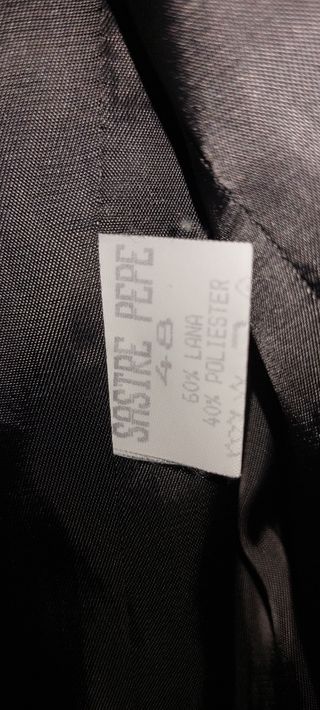 SASTRE PEPE
48
60% LANA
40% POLIESTER